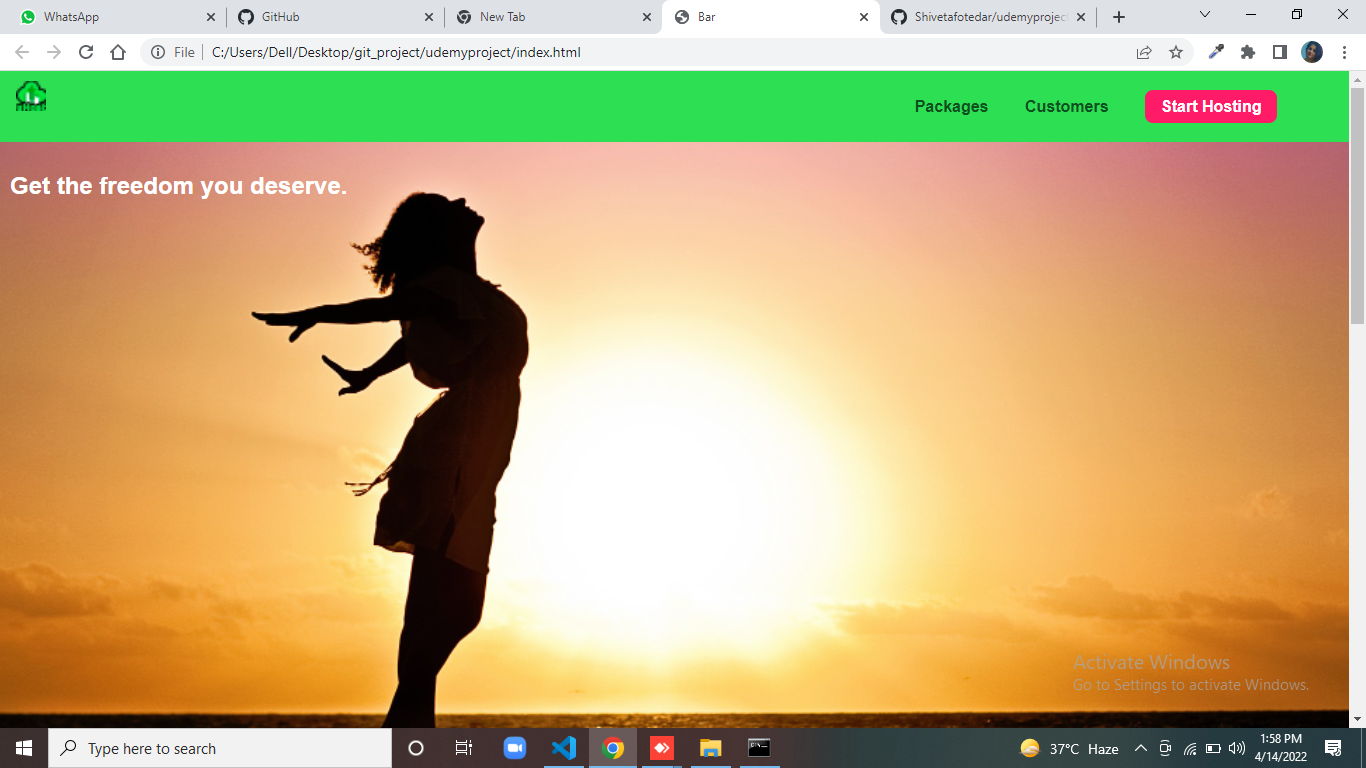 WhatsApp
GitHub
New Tab
Bar
Shivetafotedar/udemyproject
File
C:/Users/Dell/Desktop/git_project/udemyproject/index.html
Packages
Customers
Start Hosting
Get the freedom you deserve.
Activate Windows
Go to Settings to activate Windows.
Type here to search
37°C Haze
1:58 PM
4/14/2022